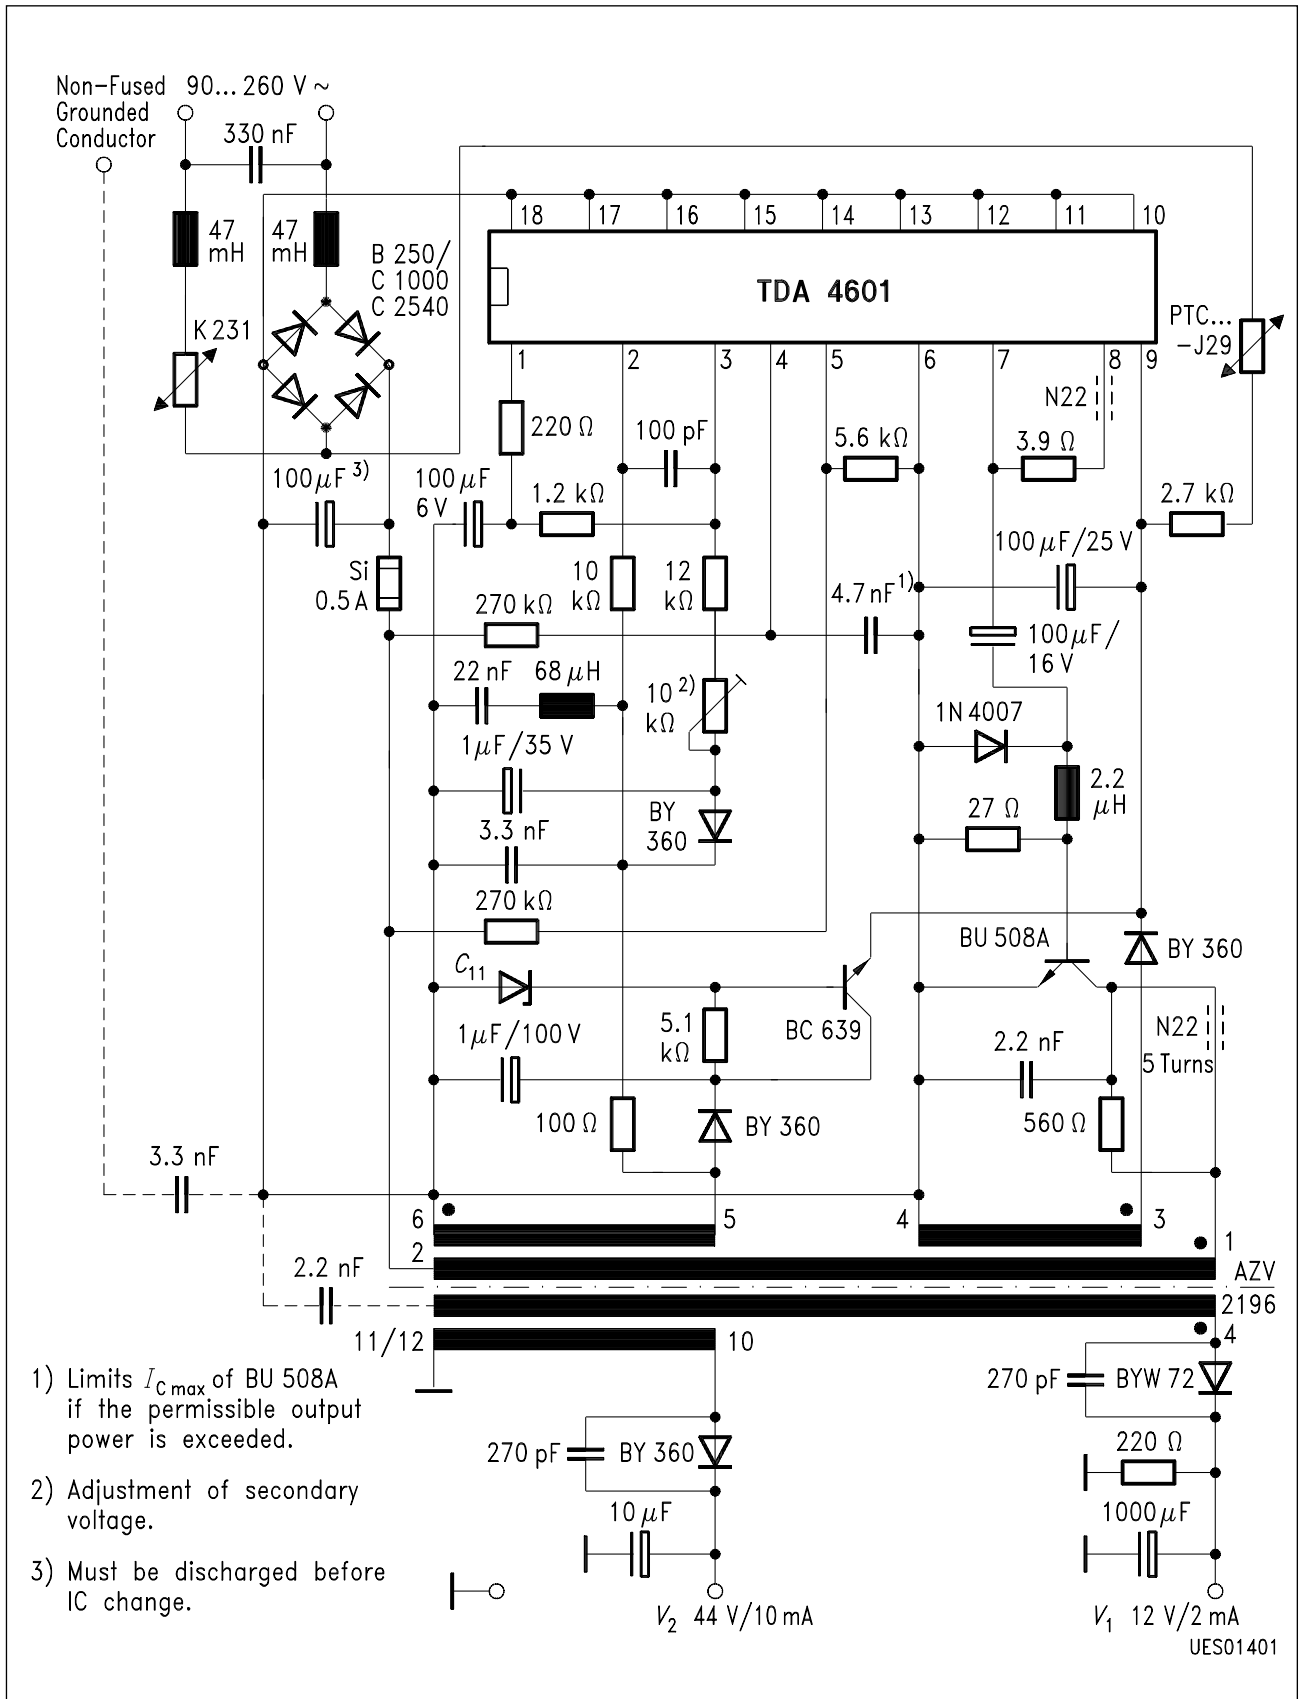 Non-Fused 90... 260 V ~
Grounded
Conductor
330 nF
47
mH
47
mH
B 250/
C 1000
C 2540
K 231
18 17 16 15 14 13 12 11 10
TDA 4601
1 2 3 4 5 6 7 8 9
PTC...
-J29
N22
220 Ω
100 pF
5.6 kΩ
3.9 Ω
100 μF 3)
100 μF
6 V
1.2 kΩ
2.7 kΩ
100 μF/25 V
Si
0.5 A
10
kΩ
12
kΩ
4.7 nF 1)
270 kΩ
100 μF/
16 V
22 nF
68 μH
10 2)
kΩ
1N 4007
1 μF/35 V
2.2
μH
BY
360
27 Ω
3.3 nF
270 kΩ
BU 508A
BY 360
C11
BC 639
5.1
kΩ
N22
5 Turns
1 μF/100 V
2.2 nF
100 Ω
BY 360
560 Ω
3.3 nF
6 5 4 3
2 1
2.2 nF
AZV
2196
11/12 10 4
1) Limits IC max of BU 508A
if the permissible output
power is exceeded.
270 pF BYW 72
220 Ω
270 pF BY 360
2) Adjustment of secondary
voltage.
10 μF
1000 μF
3) Must be discharged before
IC change.
V2 44 V/10 mA
V1 12 V/2 mA
UES01401